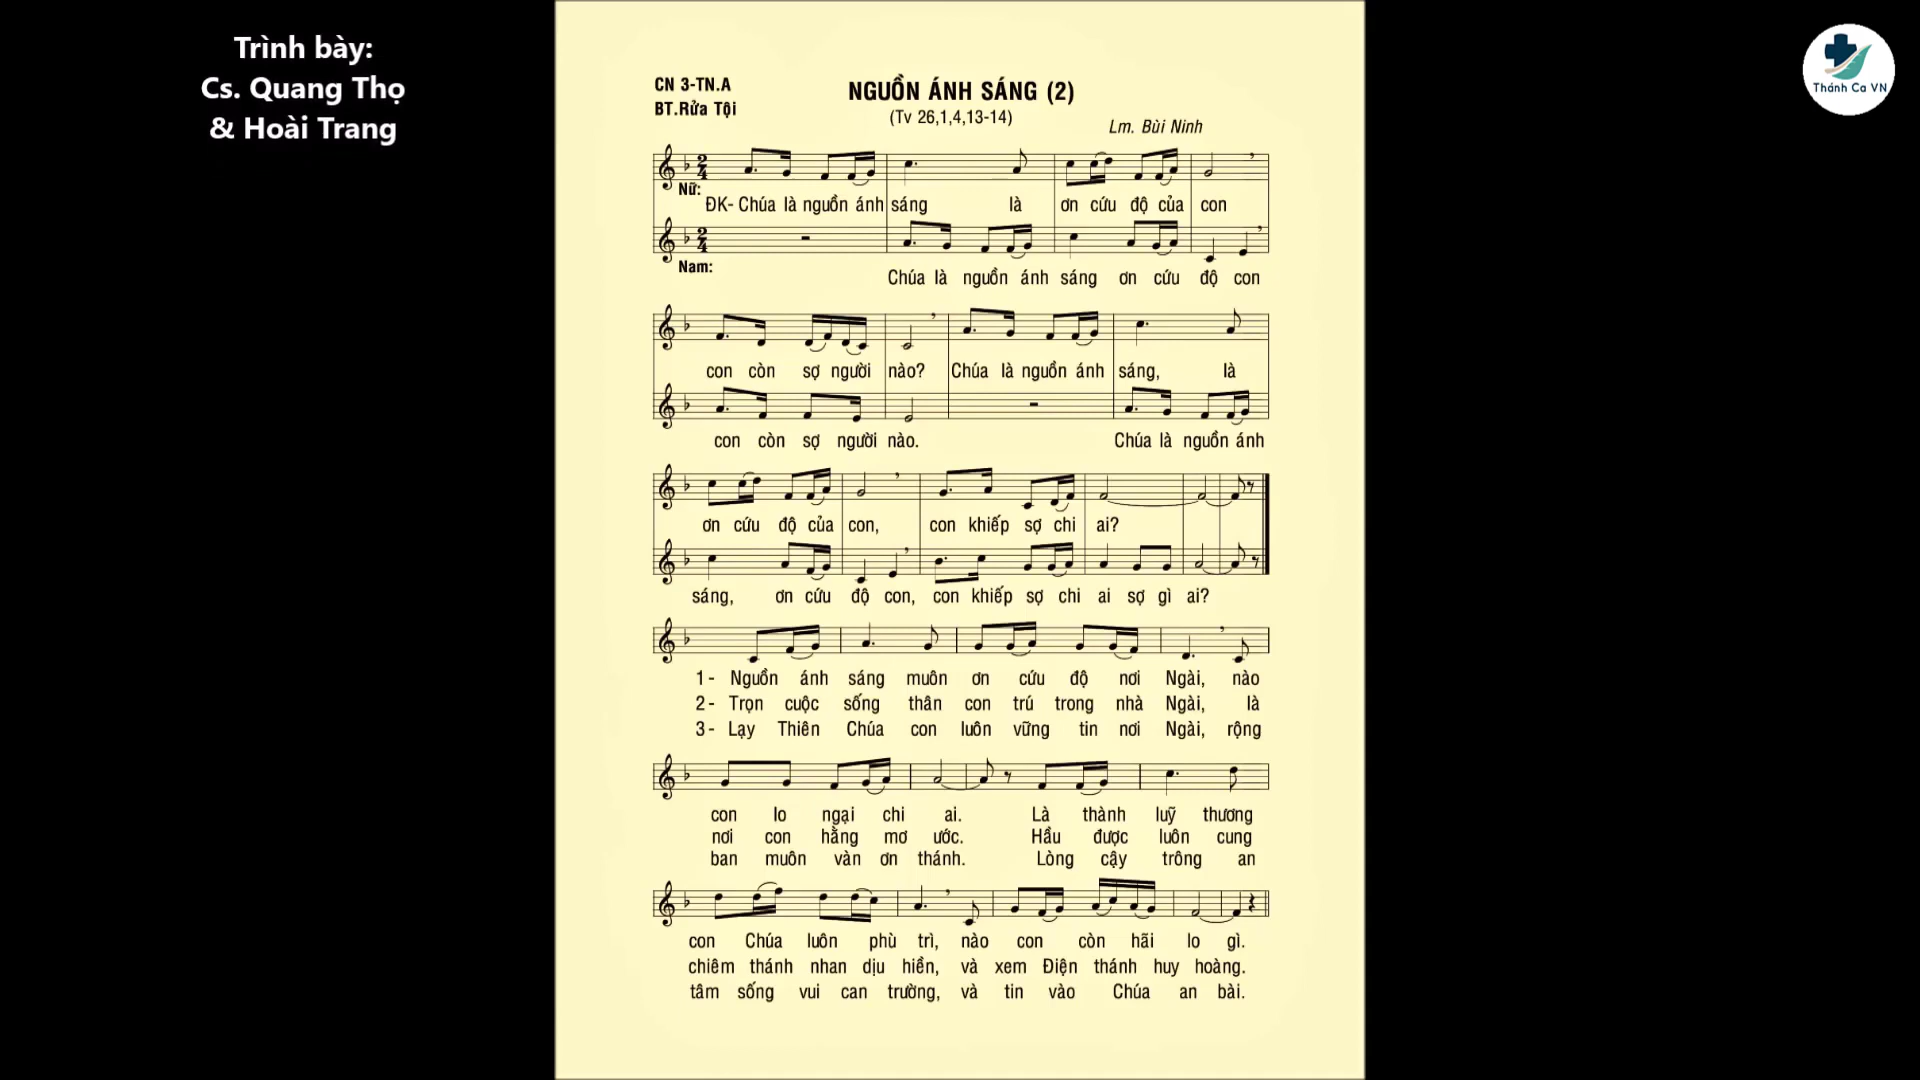 Trình bày:
Cs. Quang Thọ
& Hoài Trang
Thánh Ca VN
CN 3-TN.A
BT.Rửa Tội
NGUỒN ÁNH SÁNG (2)
(Tv 26,1,4,13-14)
Lm. Bùi Ninh
Nữ:
ĐK- Chúa là nguồn ánh sáng là ơn cứu độ của con
Nam:
Chúa là nguồn ánh sáng ơn cứu độ con
con còn sợ người nào? Chúa là nguồn ánh sáng, là
con còn sợ người nào. Chúa là nguồn ánh
ơn cứu độ của con, con khiếp sợ chi ai?
sáng, ơn cứu độ con, con khiếp sợ chi ai sợ gì ai?
1- Nguồn ánh sáng muôn ơn cứu độ nơi Ngài, nào
2- Trọn cuộc sống thân con trú trong nhà Ngài, là
3- Lạy Thiên Chúa con luôn vững tin nơi Ngài, rộng
con lo ngại chi ai. Là thành luỹ thương
nơi con hằng mơ ước. Hầu được luôn cung
ban muôn vàn ơn thánh. Lòng cậy trông an
con Chúa luôn phù trì, nào con còn hãi lo gì.
chiêm thánh nhan dịu hiền, và xem Điện thánh huy hoàng.
tâm sống vui can trường, và tin vào Chúa an bài.